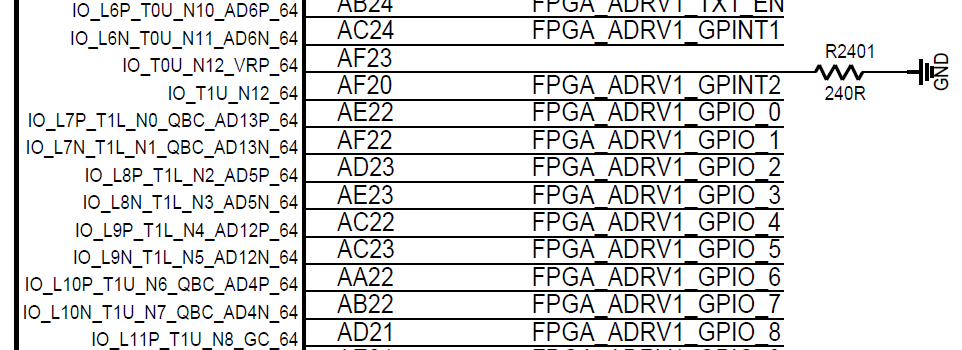 IO_L6P_T0U_N10_AD6P_64 AB24 FPGA_ADRV1_TX1_EN
IO_L6N_T0U_N11_AD6N_64 AC24 FPGA_ADRV1_GPINT1
IO_T0U_N12_VRP_64 AF23 R2401 240R GND
IO_T1U_N12_64 AF20 FPGA_ADRV1_GPINT2
IO_L7P_T1L_N0_QBC_AD13P_64 AE22 FPGA_ADRV1_GPIO_0
IO_L7N_T1L_N1_QBC_AD13N_64 AF22 FPGA_ADRV1_GPIO_1
IO_L8P_T1L_N2_AD5P_64 AD23 FPGA_ADRV1_GPIO_2
IO_L8N_T1L_N3_AD5N_64 AE23 FPGA_ADRV1_GPIO_3
IO_L9P_T1L_N4_AD12P_64 AC22 FPGA_ADRV1_GPIO_4
IO_L9N_T1L_N5_AD12N_64 AC23 FPGA_ADRV1_GPIO_5
IO_L10P_T1U_N6_QBC_AD4P_64 AA22 FPGA_ADRV1_GPIO_6
IO_L10N_T1U_N7_QBC_AD4N_64 AB22 FPGA_ADRV1_GPIO_7
IO_L11P_T1U_N8_GC_64 AD21 FPGA_ADRV1_GPIO_8